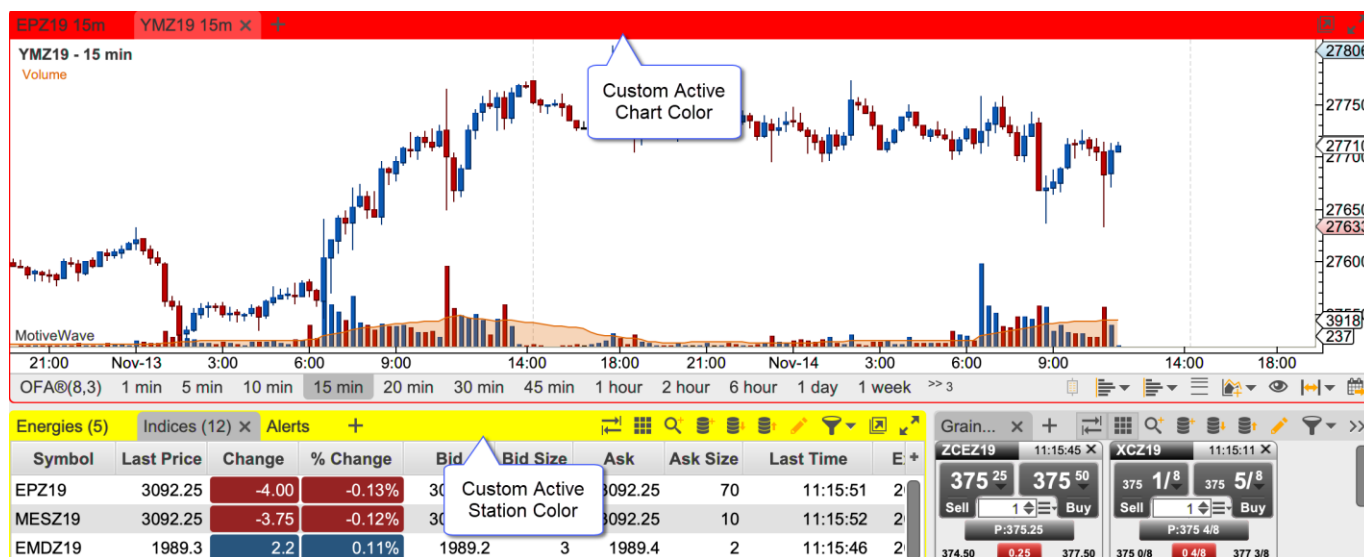 EPZ19 15m YMZ19 15m × +
YMZ19 - 15 min
Volume
Custom Active
Chart Color
27806
27750
27710
27700
27650
27633
27600
3918
237
MotiveWave
21:00 Nov-13 3:00 6:00 9:00 14:00 18:00 21:00 Nov-14 3:00 6:00 9:00 14:00 18:00
OFA®(8,3) 1 min 5 min 10 min 15 min 20 min 30 min 45 min 1 hour 2 hour 6 hour 1 day 1 week >> 3
Energies (5) Indices (12) × Alerts +
Symbol Last Price Change % Change Bid Bid Size Ask Ask Size Last Time
EPZ19 3092.25 -4.00 -0.13% 3092.25 70 11:15:51
MESZ19 3092.25 -3.75 -0.12% 3092.25 10 11:15:52
EMDZ19 1989.3 2.2 0.11% 1989.2 3 1989.4 2 11:15:46
Custom Active
Station Color
Grain... × +
ZCEZ19 11:15:45 ×
375 25 375 50
Sell 1 Buy
P:375.25
374.50 0.25 377.50
XCZ19 11:15:11 ×
375 1/8 375 5/8
Sell 1 Buy
P:375 4/8
375 0/8 0 4/8 377 3/8